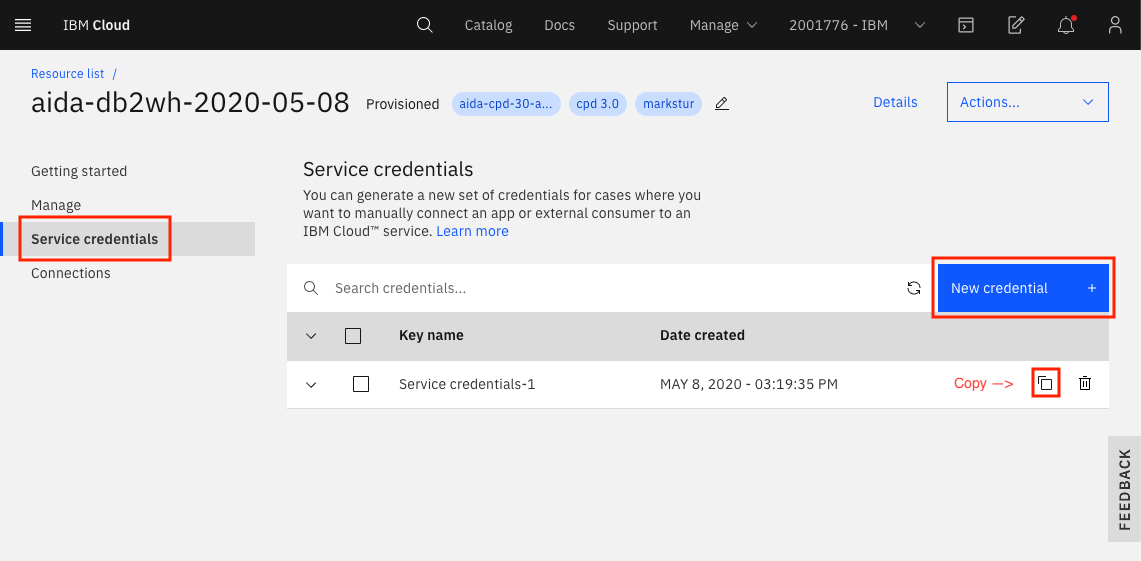 IBM Cloud
Catalog
Docs
Support
Manage
2001776 - IBM
Resource list /
aida-db2wh-2020-05-08
Provisioned
aida-cpd-30-a...
cpd 3.0
markstur
Details
Actions...
Getting started
Manage
Service credentials
Connections
Service credentials
You can generate a new set of credentials for cases where you
want to manually connect an app or external consumer to an
IBM Cloud™ service. Learn more
Search credentials...
New credential +
Key name
Date created
Service credentials-1
MAY 8, 2020 - 03:19:35 PM
Copy —>
FEEDBACK